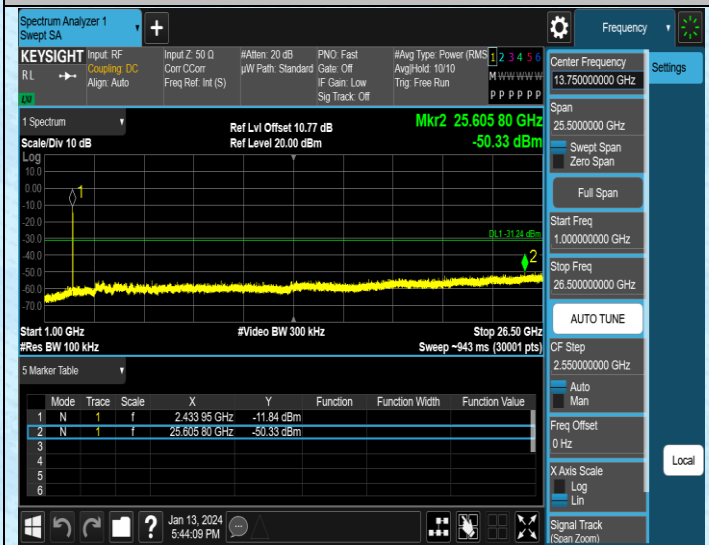 Spectrum Analyzer 1
Swept SA
+
Frequency
KEYSIGHT
RL
LXI
Input: RF
Coupling: DC
Align: Auto
Input Z: 50 Ω
Corr CCorr
Freq Ref: Int (S)
#Atten: 20 dB
µW Path: Standard
PNO: Fast
Gate: Off
IF Gain: Low
Sig Track: Off
#Avg Type: Power (RMS
Avg|Hold: 10/10
Trig: Free Run
1 2 3 4 5 6
M W W W W W
P P P P P P
1 Spectrum
Scale/Div 10 dB
Ref Lvl Offset 10.77 dB
Ref Level 20.00 dBm
Mkr2 25.605 80 GHz
-50.33 dBm
Log
10.0
0.00
-10.0
-20.0
-30.0
-40.0
-50.0
-60.0
-70.0
1
DL1 -31.24 dBm
2
Start 1.00 GHz
#Res BW 100 kHz
#Video BW 300 kHz
Stop 26.50 GHz
Sweep ~943 ms (30001 pts)
5 Marker Table
Mode Trace Scale X Y Function Function Width Function Value
1 N 1 f 2.433 95 GHz -11.84 dBm
2 N 1 f 25.605 80 GHz -50.33 dBm
3
4
5
6
Jan 13, 2024
5:44:09 PM
Center Frequency
13.750000000 GHz
Span
25.5000000 GHz
Swept Span
Zero Span
Full Span
Start Freq
1.000000000 GHz
Stop Freq
26.500000000 GHz
AUTO TUNE
CF Step
2.550000000 GHz
Auto
Man
Freq Offset
0 Hz
X Axis Scale
Log
Lin
Signal Track
(Span Zoom)
Settings
Local